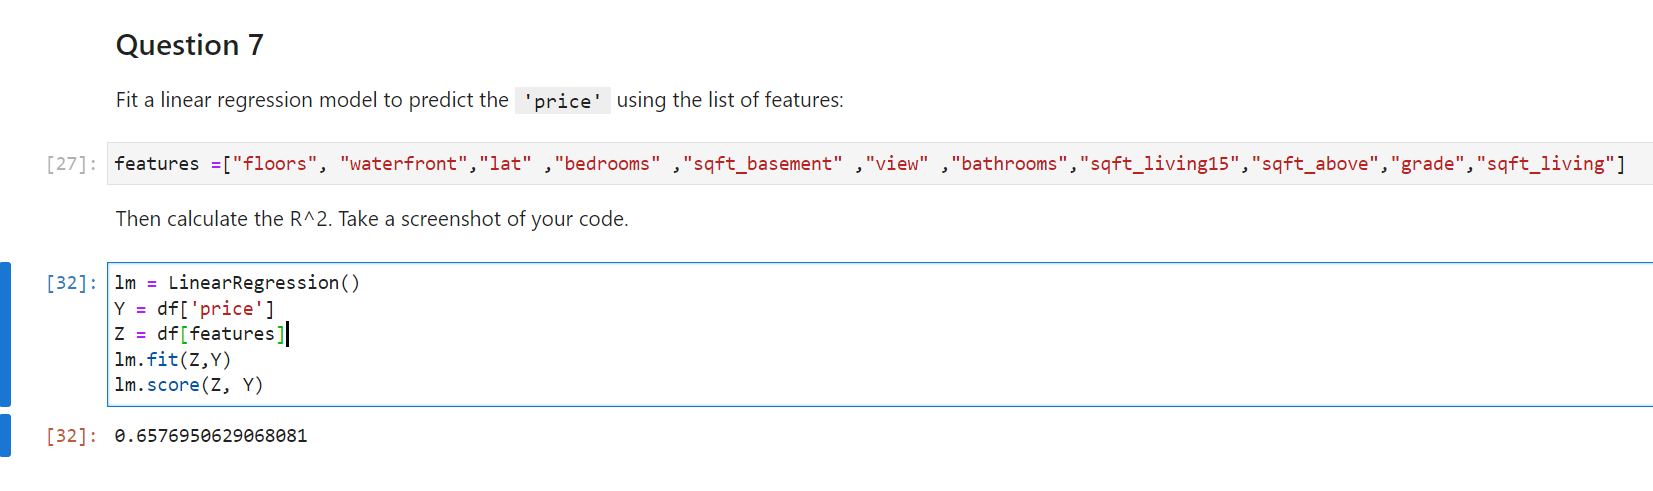 Question 7
Fit a linear regression model to predict the 'price' using the list of features:
[27]: features =["floors", "waterfront","lat" ,"bedrooms" ,"sqft_basement" ,"view" ,"bathrooms","sqft_living15","sqft_above","grade","sqft_living"]
Then calculate the R^2. Take a screenshot of your code.
[32]: lm = LinearRegression()
Y = df['price']
Z = df[features]
lm.fit(Z,Y)
lm.score(Z, Y)
[32]: 0.6576950629068081